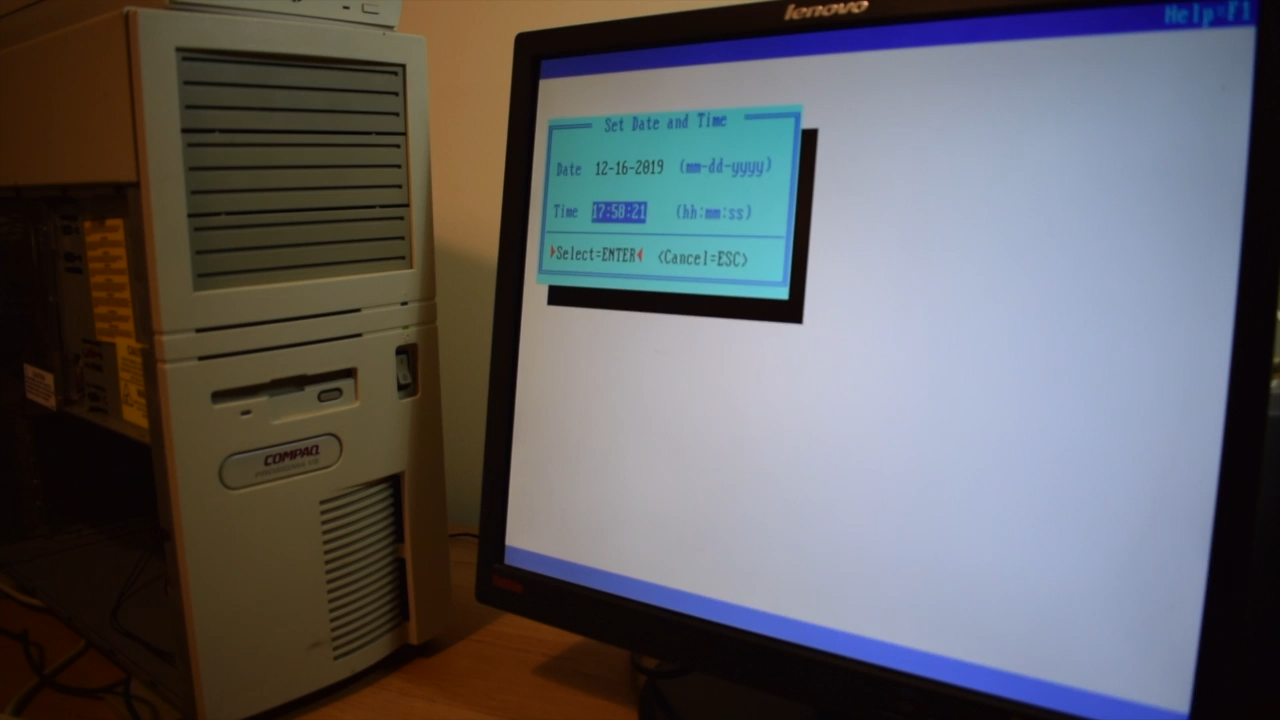 lenovo
Help=F1
Set Date and Time
Date 12-16-2019 (mm-dd-yyyy)
Time 17:58:21 (hh:mm:ss)
Select=ENTER <Cancel=ESC>
COMPAQ